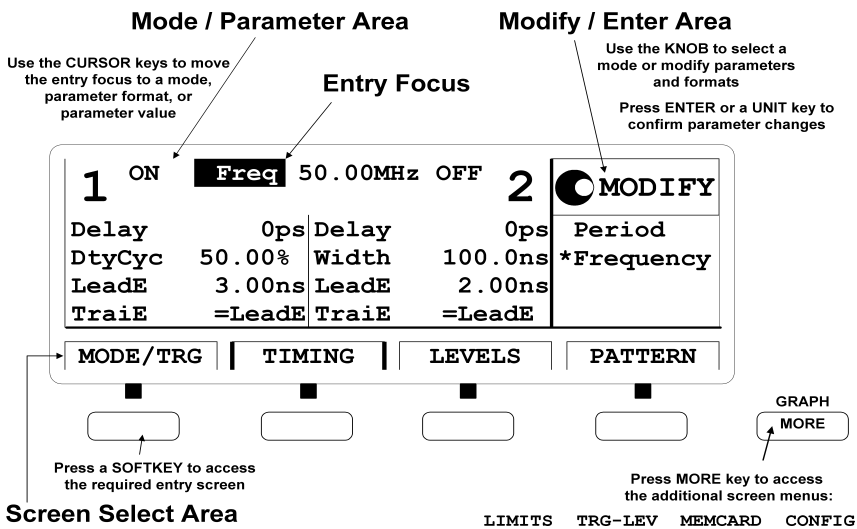 Mode / Parameter Area
Modify / Enter Area
Use the CURSOR keys to move
the entry focus to a mode,
parameter format, or
parameter value
Entry Focus
Use the KNOB to select a
mode or modify parameters
and formats
Press ENTER or a UNIT key to
confirm parameter changes
1 ON Freq 50.00MHz OFF 2 MODIFY
Delay 0ps Delay 0ps Period
DtyCyc 50.00% Width 100.0ns *Frequency
LeadE 3.00ns LeadE 2.00ns
TraiE =LeadE TraiE =LeadE
MODE/TRG TIMING LEVELS PATTERN
GRAPH
MORE
Press a SOFTKEY to access
the required entry screen
Press MORE key to access
the additional screen menus:
Screen Select Area
LIMITS TRG-LEV MEMCARD CONFIG